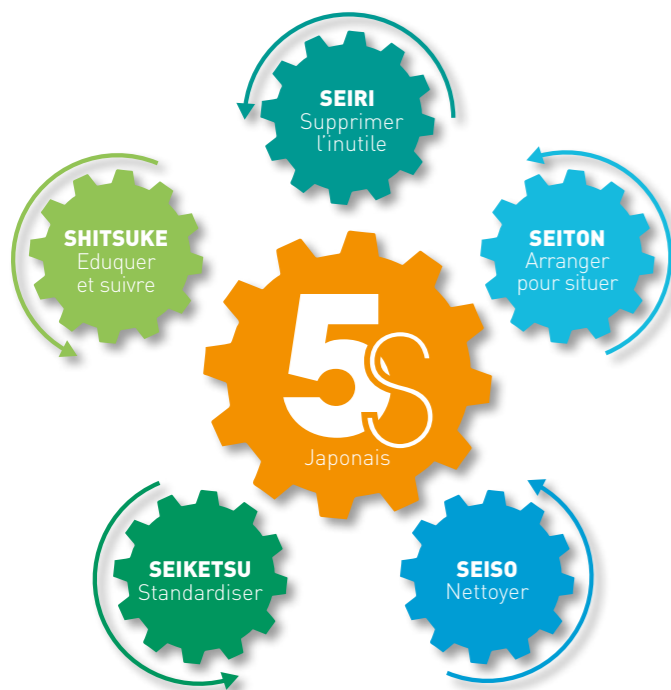 SEIRI
Supprimer
l'inutile
SEITON
Arranger
pour situer
SEISO
Nettoyer
SEIKETSU
Standardiser
SHITSUKE
Eduquer
et suivre
5S
Japonais